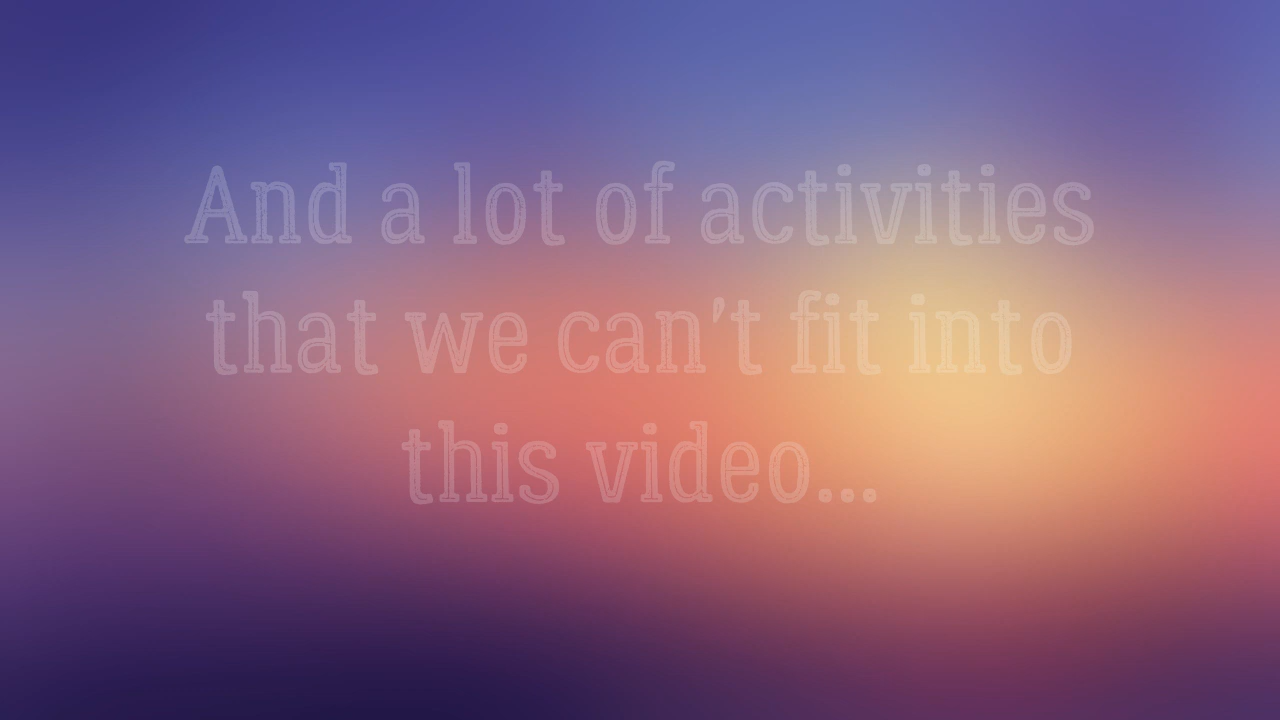 And a lot of activities
that we can't fit into
this video...